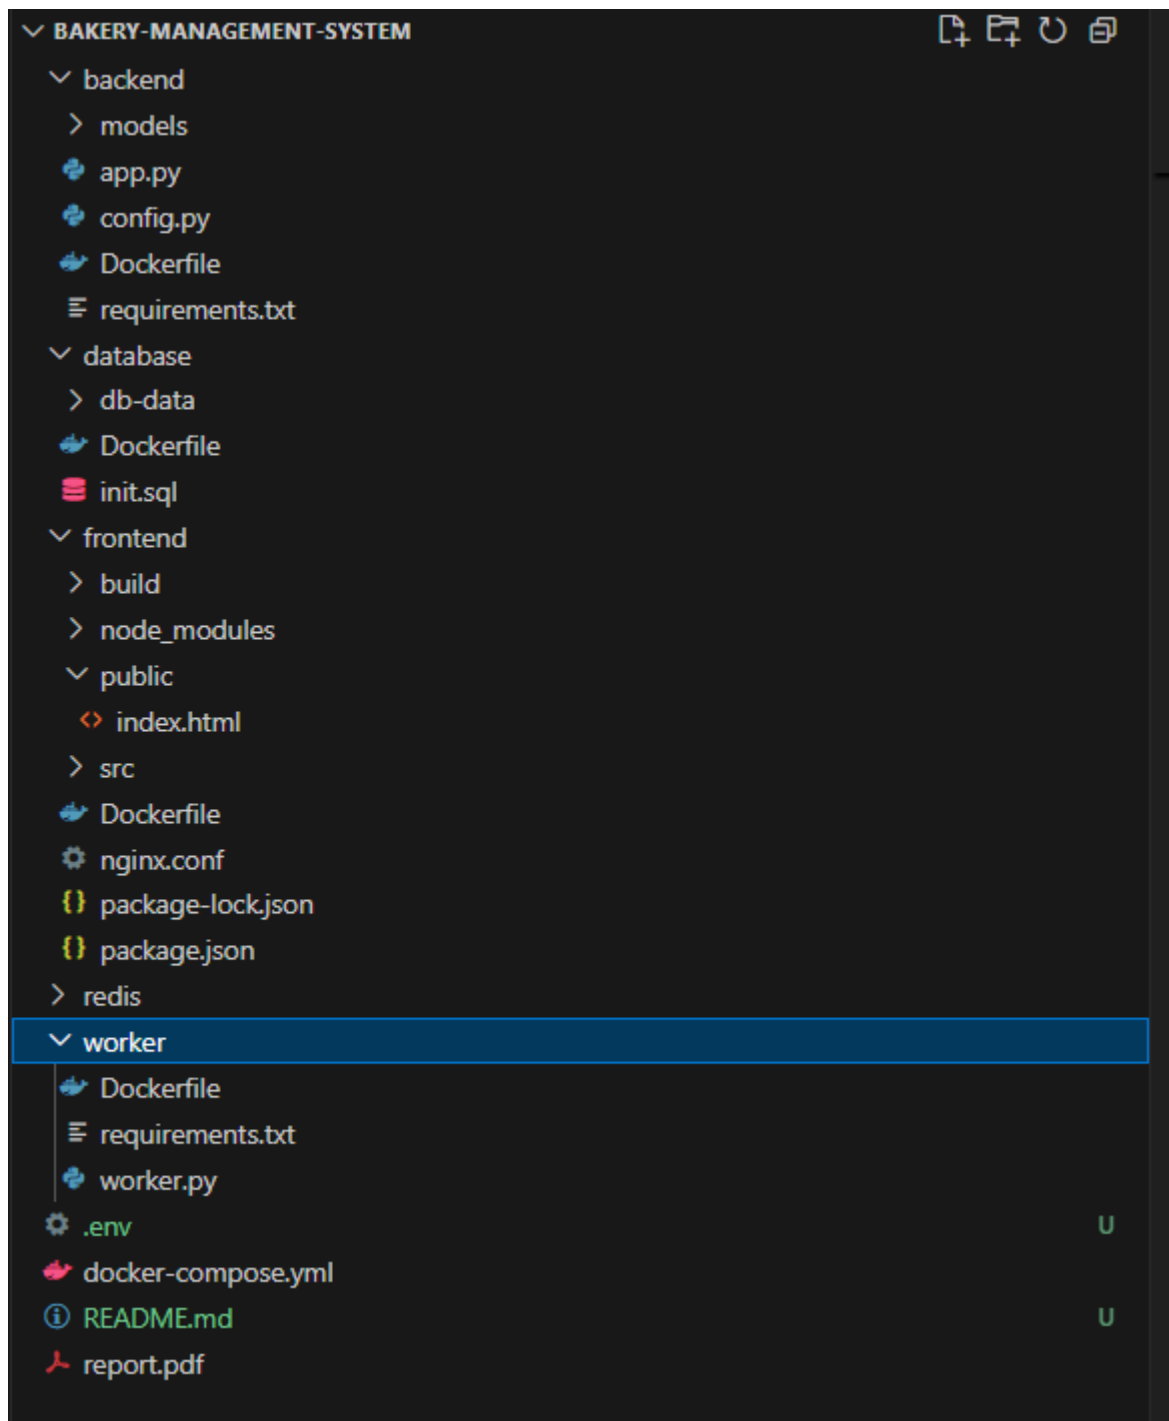 BAKERY-MANAGEMENT-SYSTEM
backend
models
app.py
config.py
Dockerfile
requirements.txt
database
db-data
Dockerfile
init.sql
frontend
build
node_modules
public
index.html
src
Dockerfile
nginx.conf
package-lock.json
package.json
redis
worker
Dockerfile
requirements.txt
worker.py
.env U
docker-compose.yml
README.md U
report.pdf